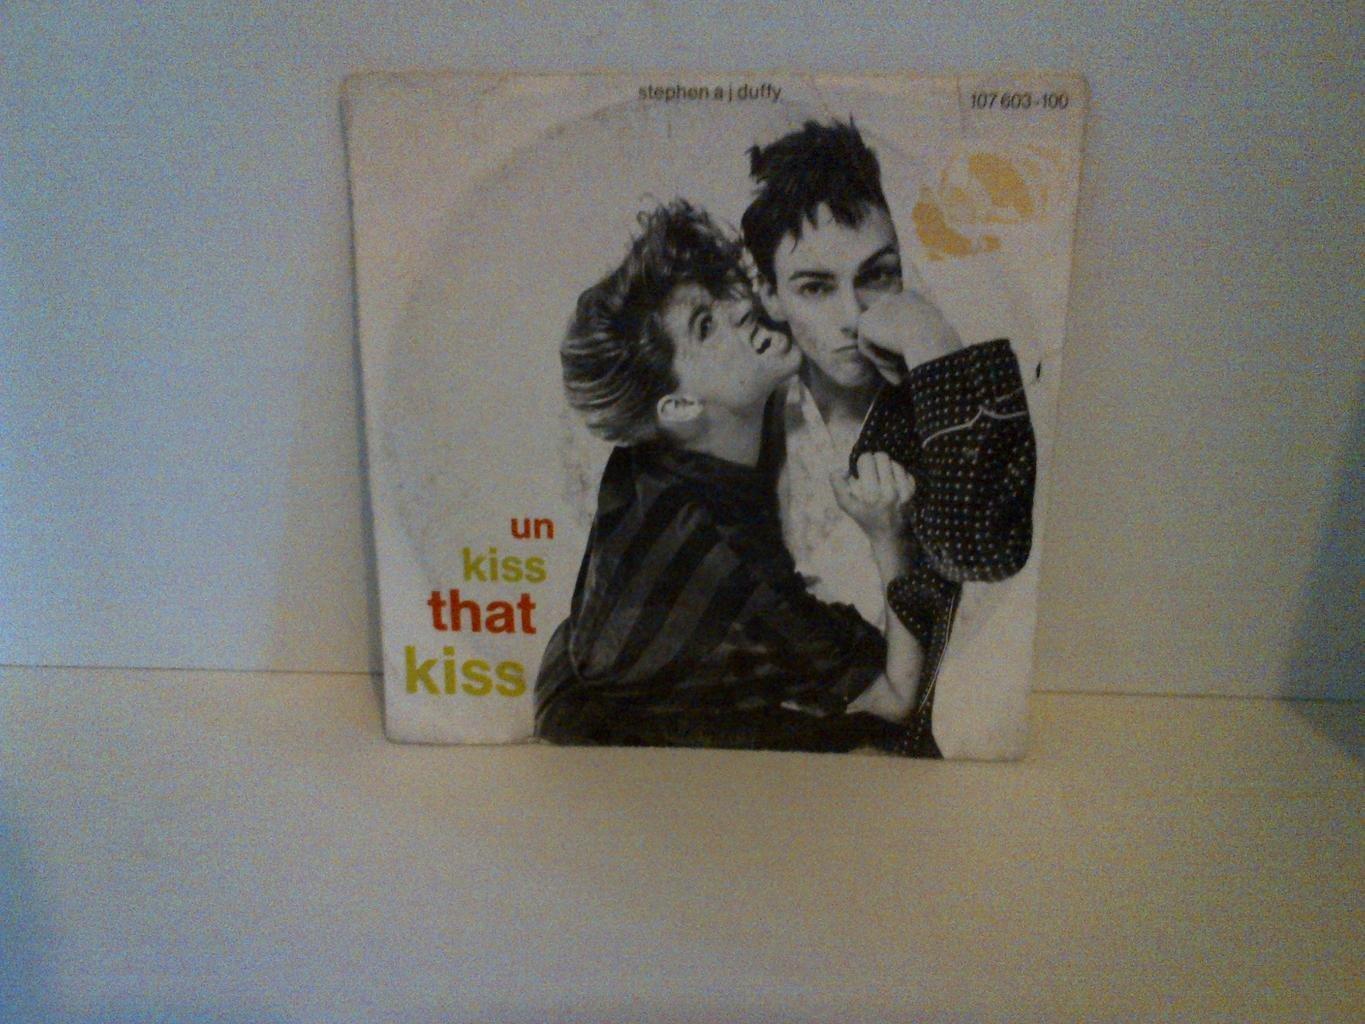 stephen a j duffy
107 603-100
un
kiss
that
kiss